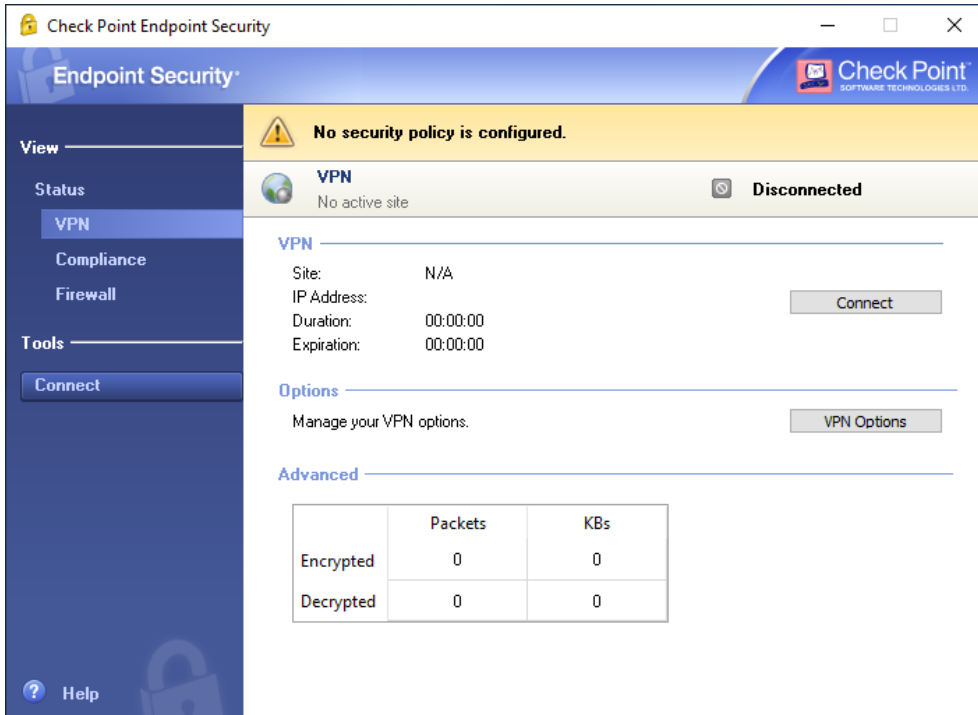 Check Point Endpoint Security
Endpoint Security
Check Point
SOFTWARE TECHNOLOGIES LTD.
View
Status
VPN
Compliance
Firewall
Tools
Connect
Help
No security policy is configured.
VPN
No active site
Disconnected
VPN
Site: N/A
IP Address:
Duration: 00:00:00
Expiration: 00:00:00
Connect
Options
Manage your VPN options.
VPN Options
Advanced
Packets KBs
Encrypted 0 0
Decrypted 0 0